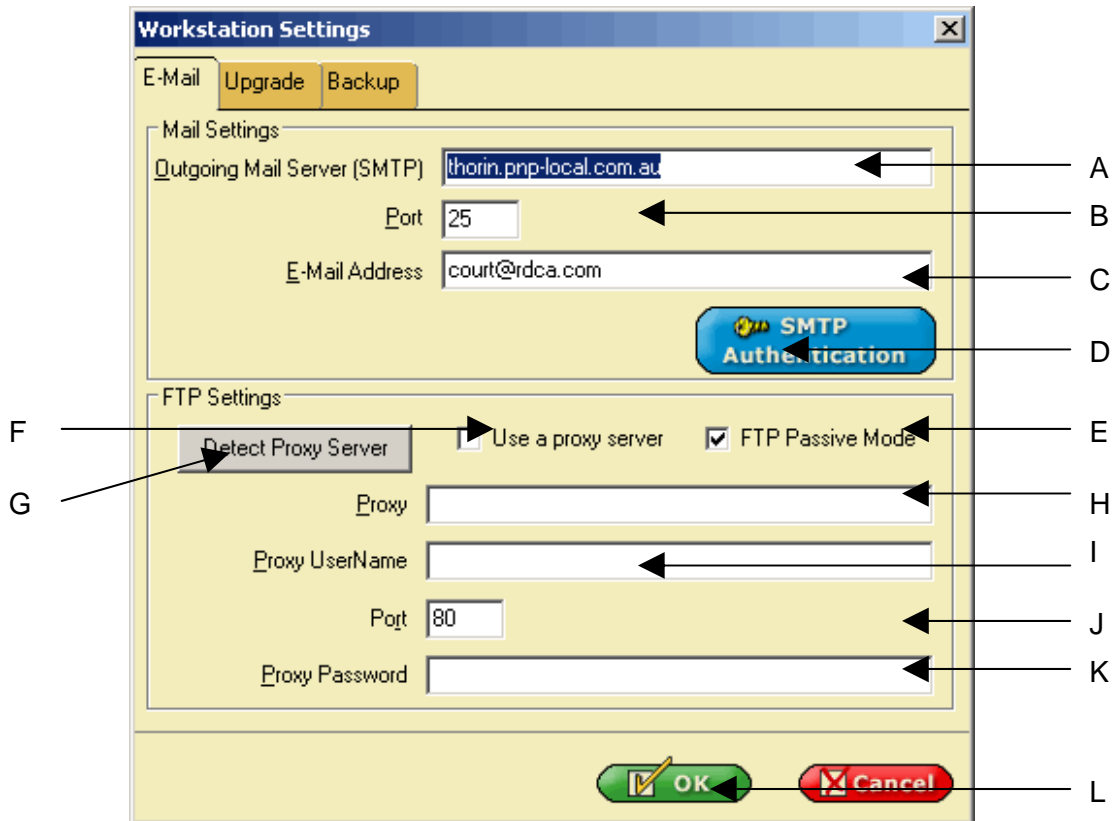 Workstation Settings
E-Mail Upgrade Backup
Mail Settings
Outgoing Mail Server (SMTP) thorin.pnp-local.com.au A
Port 25 B
E-Mail Address court@rdca.com C
SMTP
Authentication D
FTP Settings
F Detect Proxy Server Use a proxy server FTP Passive Mode E
G
Proxy H
Proxy UserName I
Port 80 J
Proxy Password K
OK Cancel L